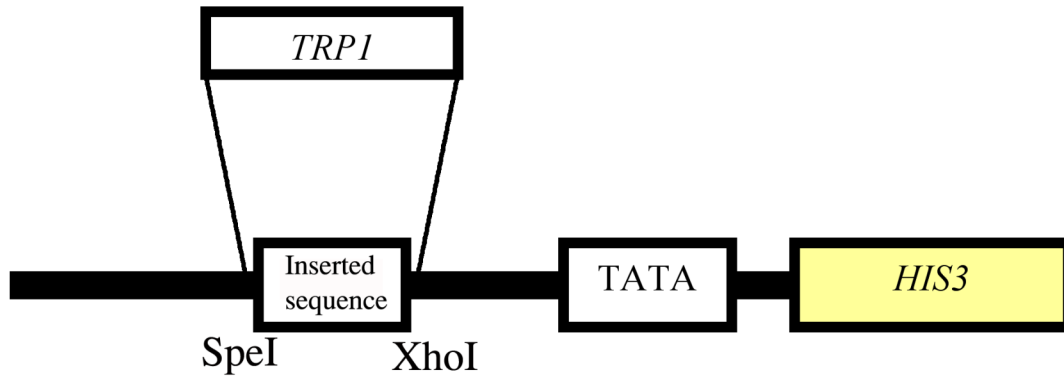 TRP1
Inserted
sequence
TATA
HIS3
SpeI
XhoI